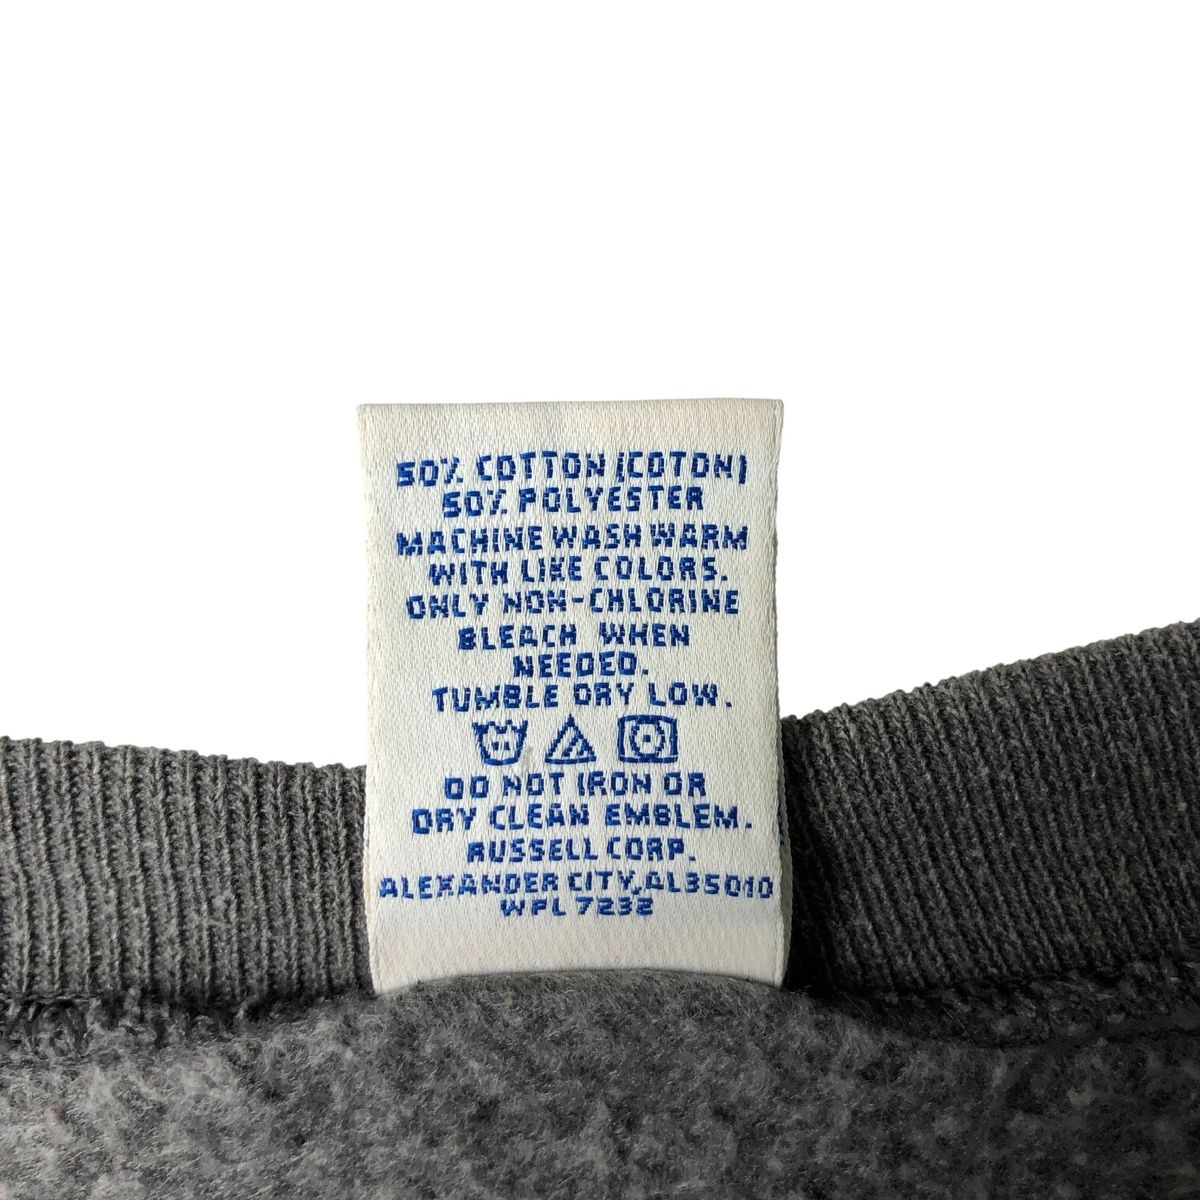 50% COTTON (COTON)
50% POLYESTER
MACHINE WASH WARM
WITH LIKE COLORS.
ONLY NON-CHLORINE
BLEACH WHEN
NEEDED.
TUMBLE DRY LOW.
DO NOT IRON OR
DRY CLEAN EMBLEM.
RUSSELL CORP.
ALEXANDER CITY, AL35010
WPL 7232